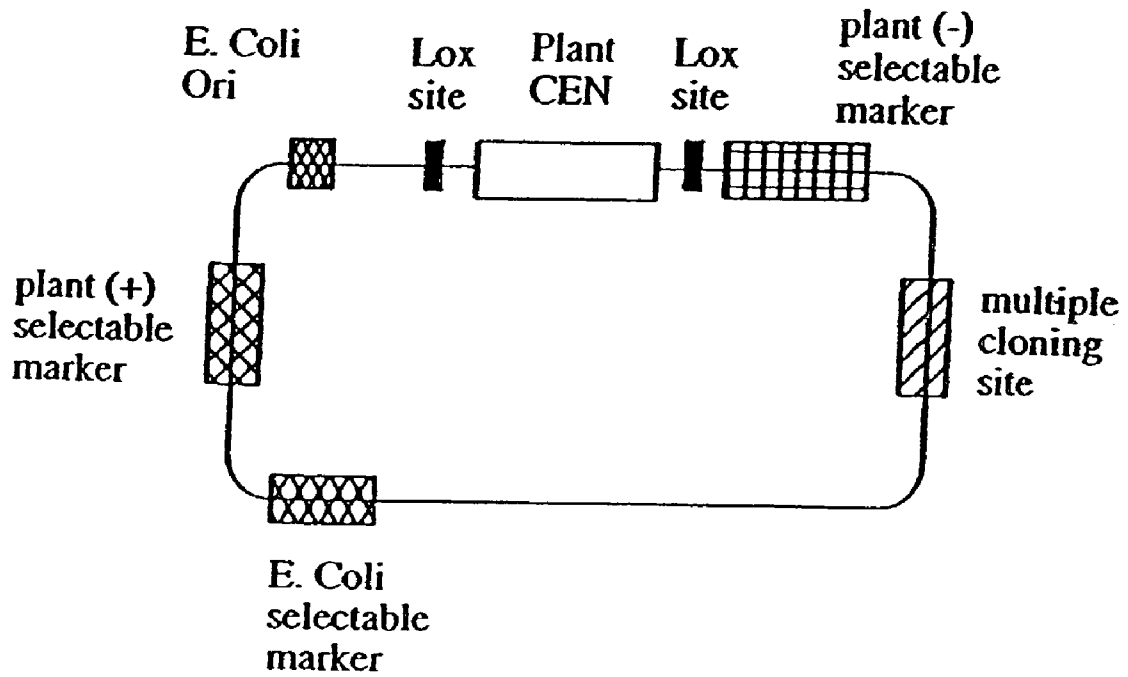 E. Coli
Ori
Lox
site
Plant
CEN
Lox
site
plant (-)
selectable
marker
plant (+)
selectable
marker
multiple
cloning
site
E. Coli
selectable
marker